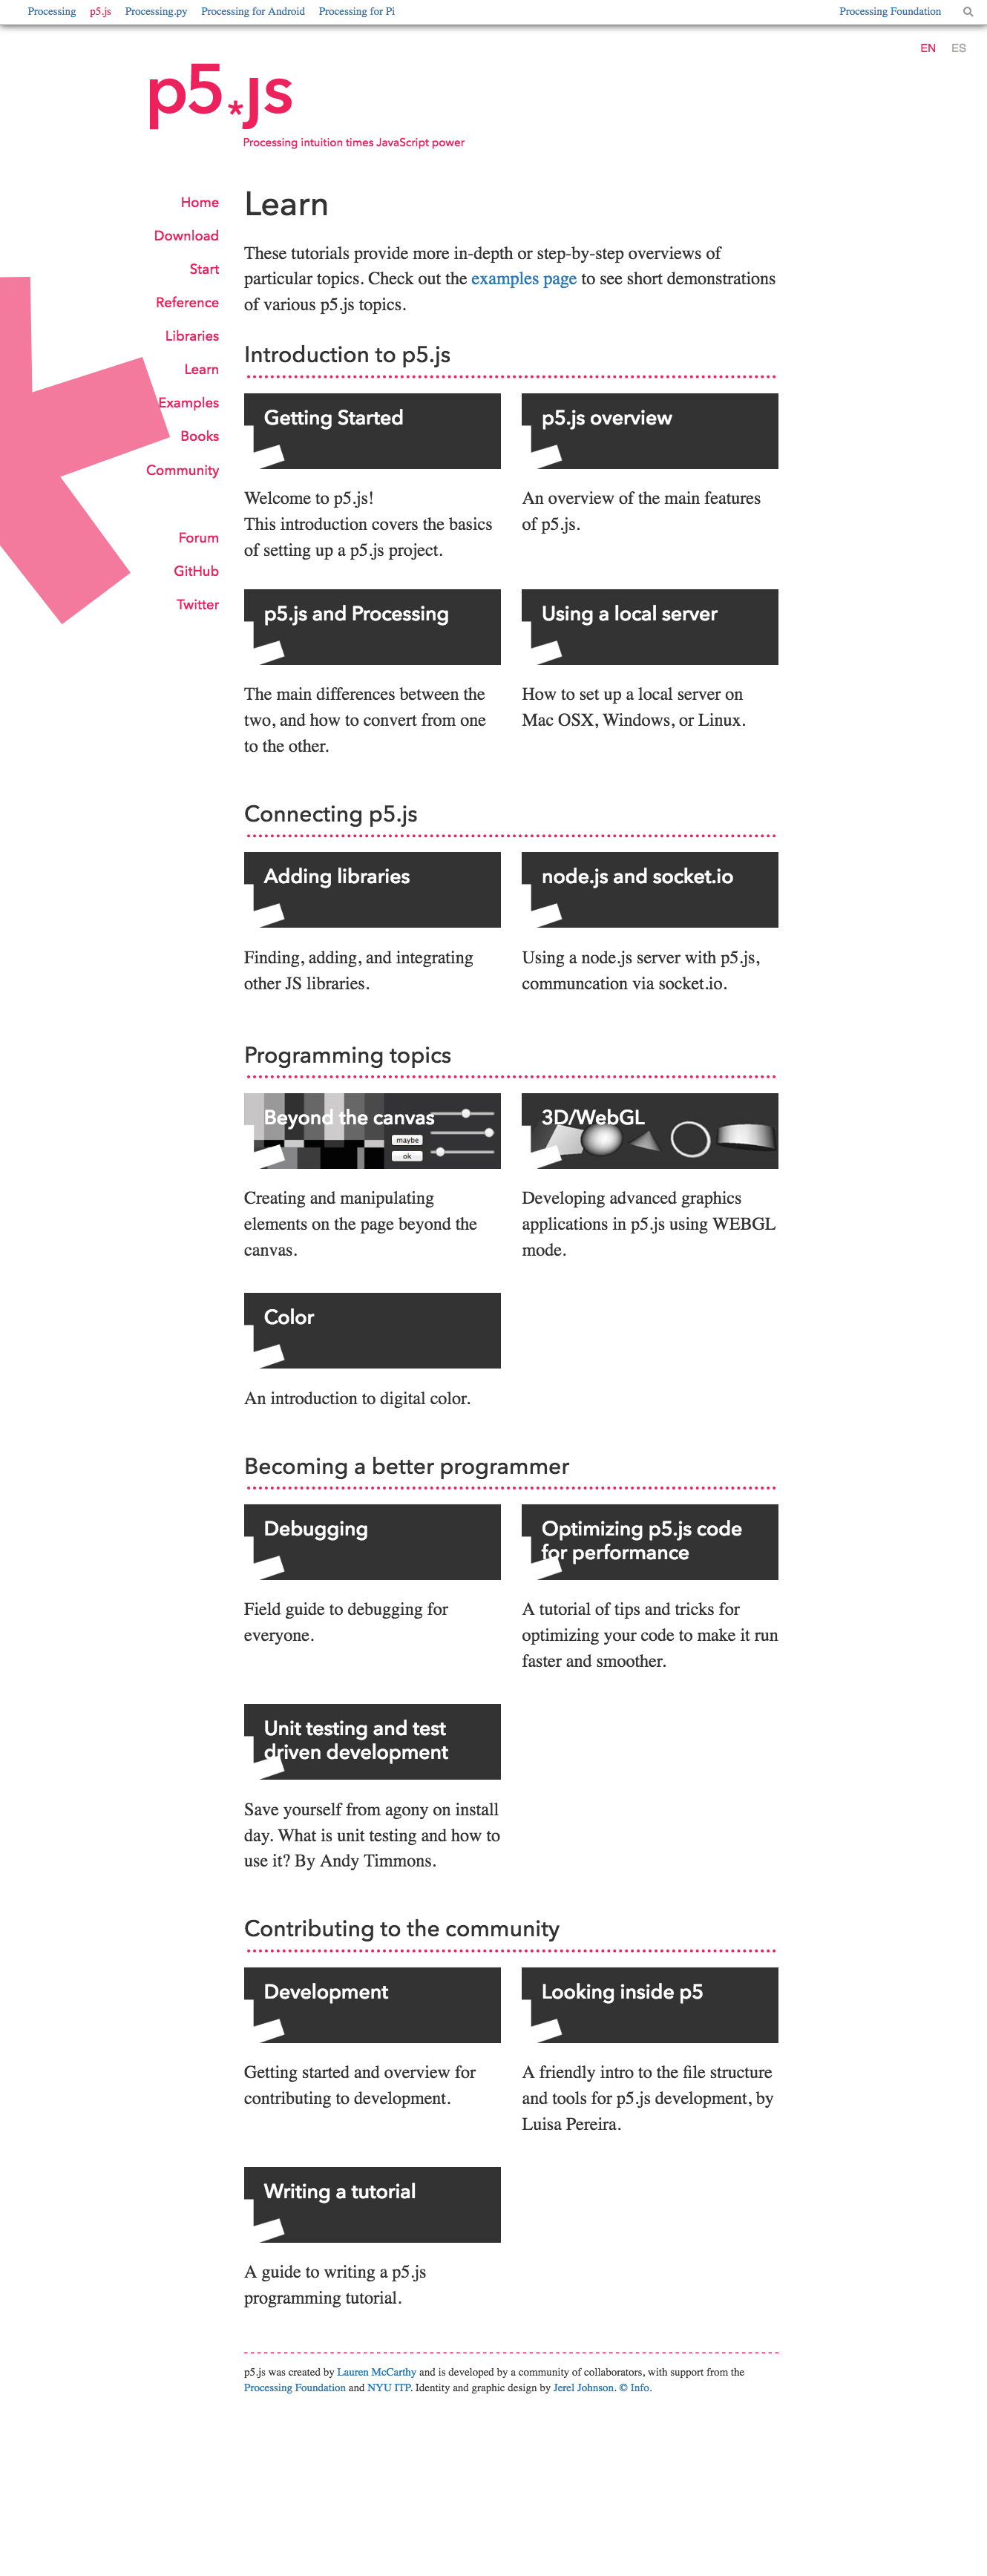 Processing p5.js Processing.py Processing for Android Processing for Pi Processing Foundation
EN ES
p5*js
Processing intuition times JavaScript power
Home
Download
Start
Reference
Libraries
Learn
Examples
Books
Community
Forum
GitHub
Twitter
Learn
These tutorials provide more in-depth or step-by-step overviews of
particular topics. Check out the examples page to see short demonstrations
of various p5.js topics.
Introduction to p5.js
Getting Started
Welcome to p5.js!
This introduction covers the basics
of setting up a p5.js project.
p5.js overview
An overview of the main features
of p5.js.
p5.js and Processing
The main differences between the
two, and how to convert from one
to the other.
Using a local server
How to set up a local server on
Mac OSX, Windows, or Linux.
Connecting p5.js
Adding libraries
Finding, adding, and integrating
other JS libraries.
node.js and socket.io
Using a node.js server with p5.js,
communcation via socket.io.
Programming topics
Beyond the canvas
maybe
ok
Creating and manipulating
elements on the page beyond the
canvas.
3D/WebGL
Developing advanced graphics
applications in p5.js using WEBGL
mode.
Color
An introduction to digital color.
Becoming a better programmer
Debugging
Field guide to debugging for
everyone.
Optimizing p5.js code
for performance
A tutorial of tips and tricks for
optimizing your code to make it run
faster and smoother.
Unit testing and test
driven development
Save yourself from agony on install
day. What is unit testing and how to
use it? By Andy Timmons.
Contributing to the community
Development
Getting started and overview for
contributing to development.
Looking inside p5
A friendly intro to the file structure
and tools for p5.js development, by
Luisa Pereira.
Writing a tutorial
A guide to writing a p5.js
programming tutorial.
p5.js was created by Lauren McCarthy and is developed by a community of collaborators, with support from the
Processing Foundation and NYU ITP. Identity and graphic design by Jerel Johnson. © Info.